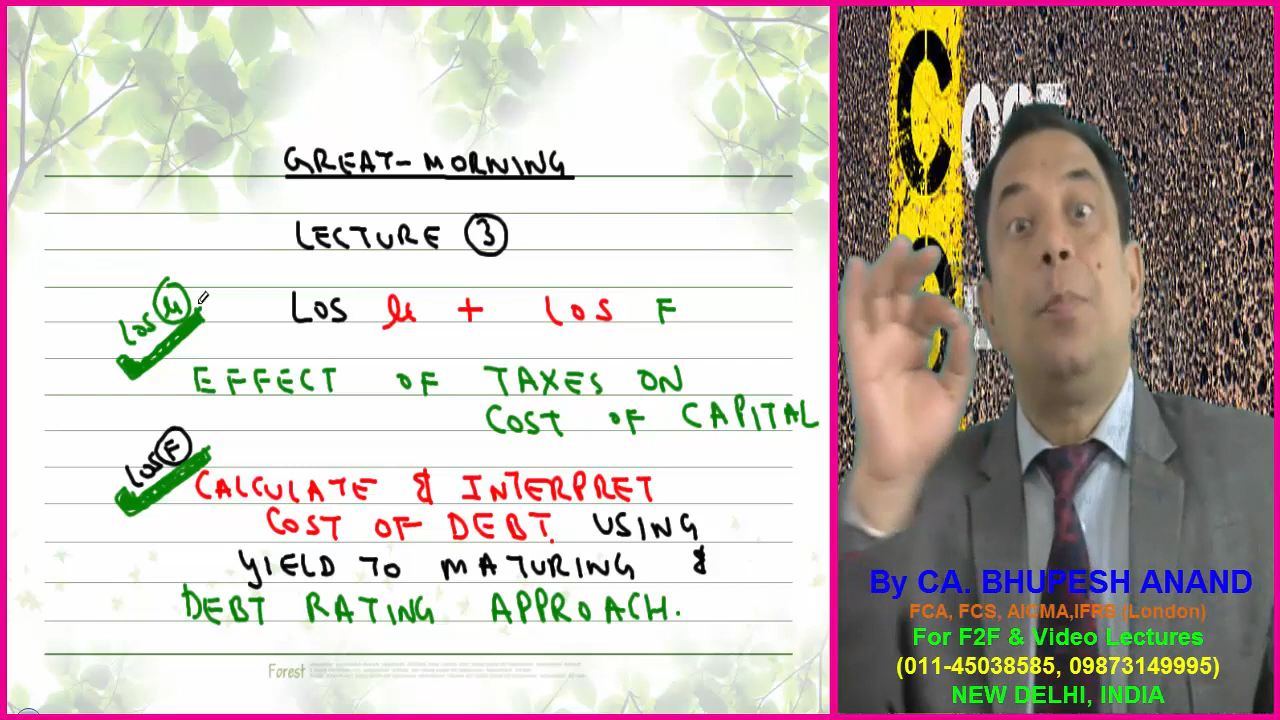 GREAT-MORNING
LECTURE 3
LOS
LOS + LOS F
EFFECT OF TAXES ON
COST OF CAPITAL
LOS F
CALCULATE & INTERPRET
COST OF DEBT. USING
YIELD TO MATURING &
DEBT RATING APPROACH.
Forest
By CA. BHUPESH ANAND
FCA, FCS, AICMA,IFRS (London)
For F2F & Video Lectures
(011-45038585, 09873149995)
NEW DELHI, INDIA